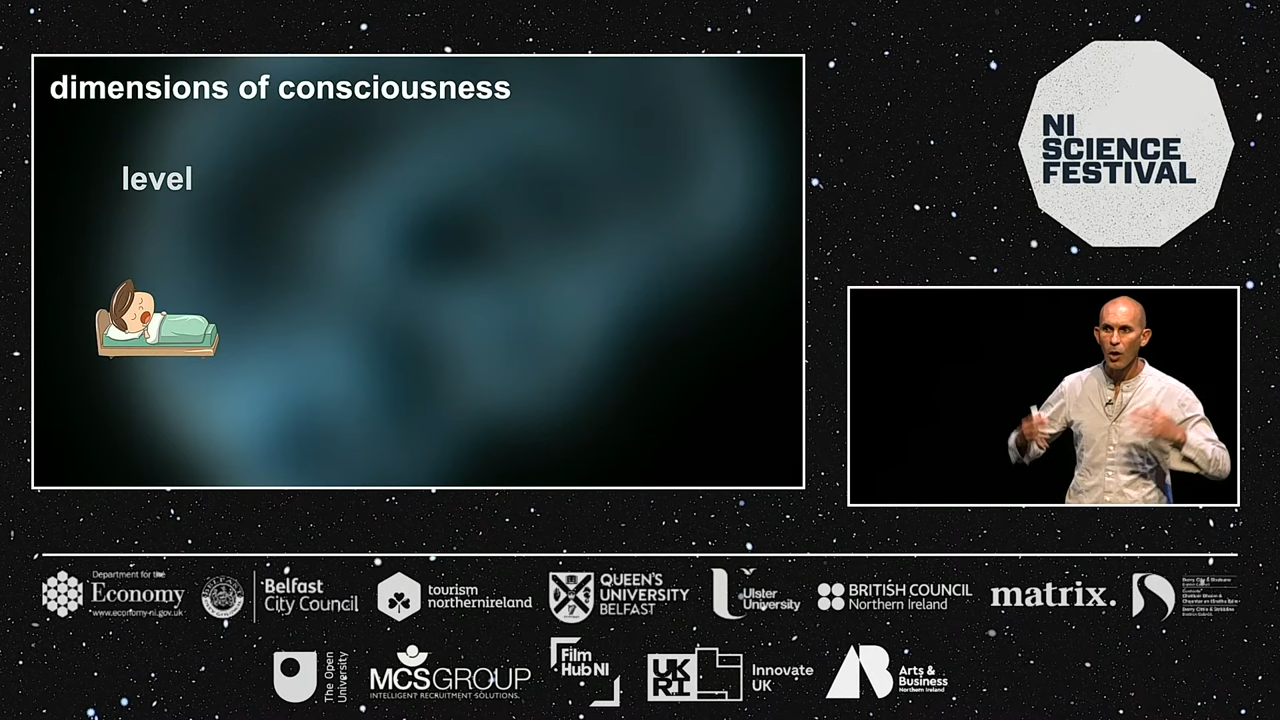 dimensions of consciousness
level
NI
SCIENCE
FESTIVAL
Department for the
Economy
www.economy-ni.gov.uk
Belfast
City Council
tourism
northernireland
QUEEN'S
UNIVERSITY
BELFAST
Ulster
University
BRITISH COUNCIL
Northern Ireland
matrix.
The Open
University
MCS GROUP
INTELLIGENT RECRUITMENT SOLUTIONS.
Film
Hub NI
UK
RI
Innovate
UK
AB
Arts &
Business
Northern Ireland